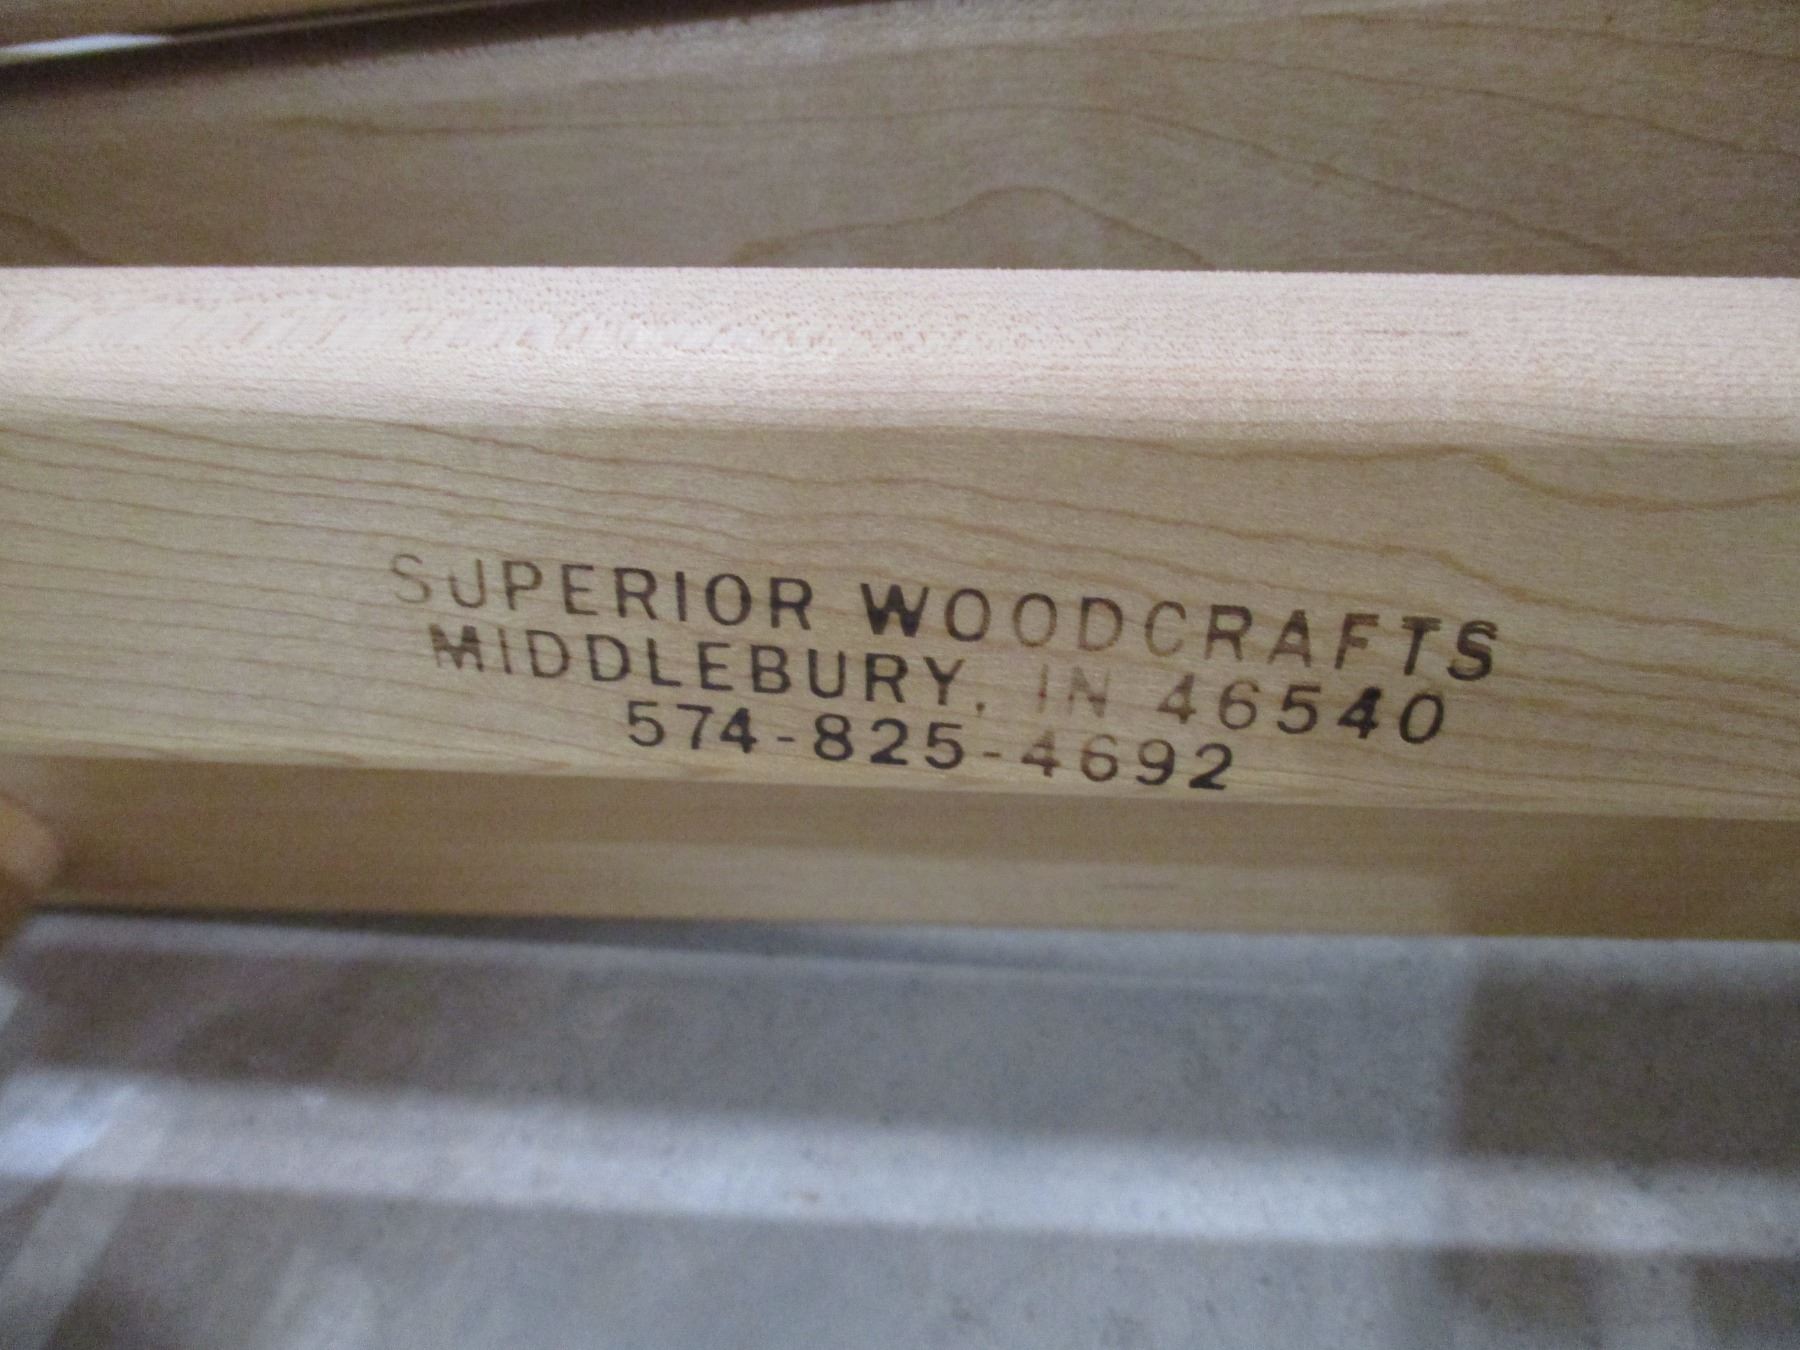 SUPERIOR WOODCRAFTS
MIDDLEBURY, IN 46540
574-825-4692